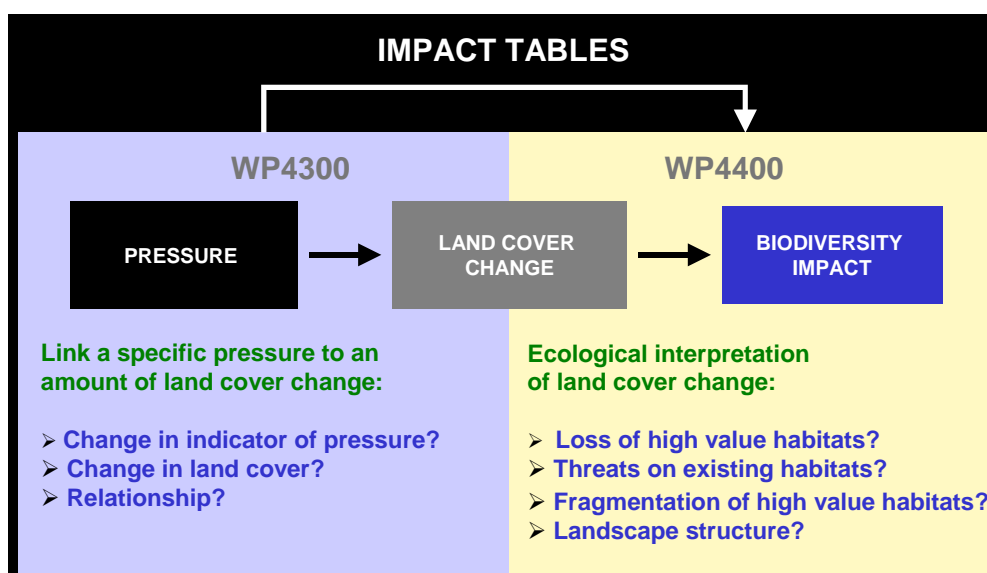 IMPACT TABLES
WP4300
PRESSURE
LAND COVER
CHANGE
Link a specific pressure to an
amount of land cover change:
➢ Change in indicator of pressure?
➢ Change in land cover?
➢ Relationship?
WP4400
BIODIVERSITY
IMPACT
Ecological interpretation
of land cover change:
➢ Loss of high value habitats?
➢ Threats on existing habitats?
➢ Fragmentation of high value habitats?
➢ Landscape structure?